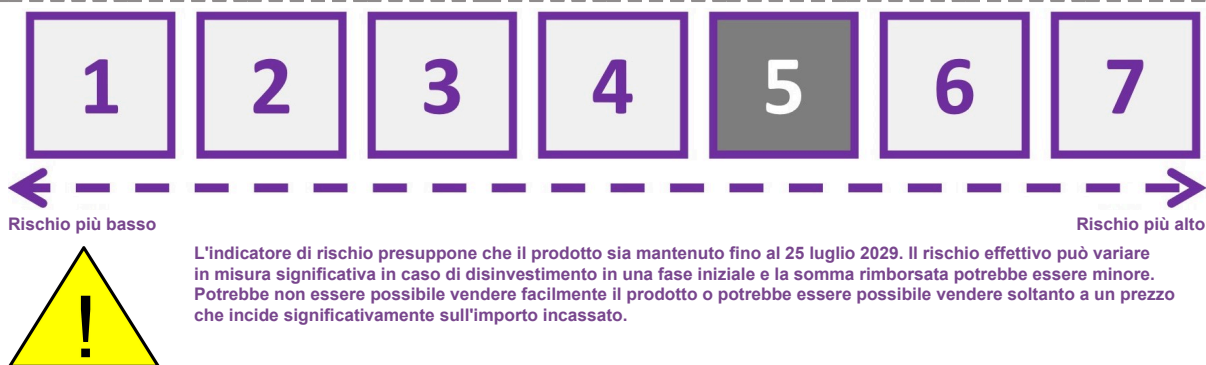 1 2 3 4 5 6 7
Rischio più basso Rischio più alto
L'indicatore di rischio presuppone che il prodotto sia mantenuto fino al 25 luglio 2029. Il rischio effettivo può variare
in misura significativa in caso di disinvestimento in una fase iniziale e la somma rimborsata potrebbe essere minore.
Potrebbe non essere possibile vendere facilmente il prodotto o potrebbe essere possibile vendere soltanto a un prezzo
che incide significativamente sull'importo incassato.
!